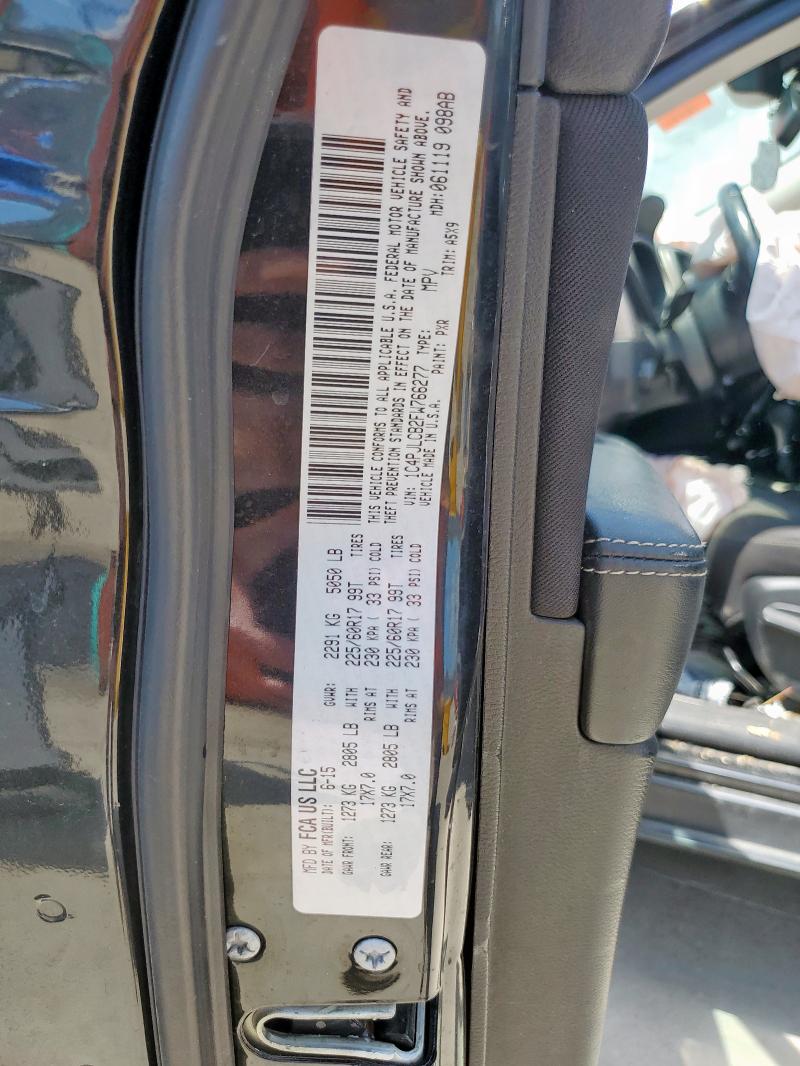 MFD BY FCA US LLC
DATE OF MFR(BUILT): 6-15 GVWR: 2291 KG 5050 LB
GAWR FRONT: 1273 KG 2805 LB WITH 225/60R17 99T TIRES
17X7.0 RIMS AT 230 KPA ( 33 PSI) COLD
GAWR REAR: 1273 KG 2805 LB WITH 225/60R17 99T TIRES
17X7.0 RIMS AT 230 KPA ( 33 PSI) COLD
THIS VEHICLE CONFORMS TO ALL APPLICABLE U.S.A. FEDERAL MOTOR VEHICLE SAFETY AND
THEFT PREVENTION STANDARDS IN EFFECT ON THE DATE OF MANUFACTURE SHOWN ABOVE.
VIN: 1C4PJLCB2FW766277 TYPE: MPV MDH:061119 098AB
VEHICLE MADE IN U.S.A. PAINT: PXR TRIM: A5X9